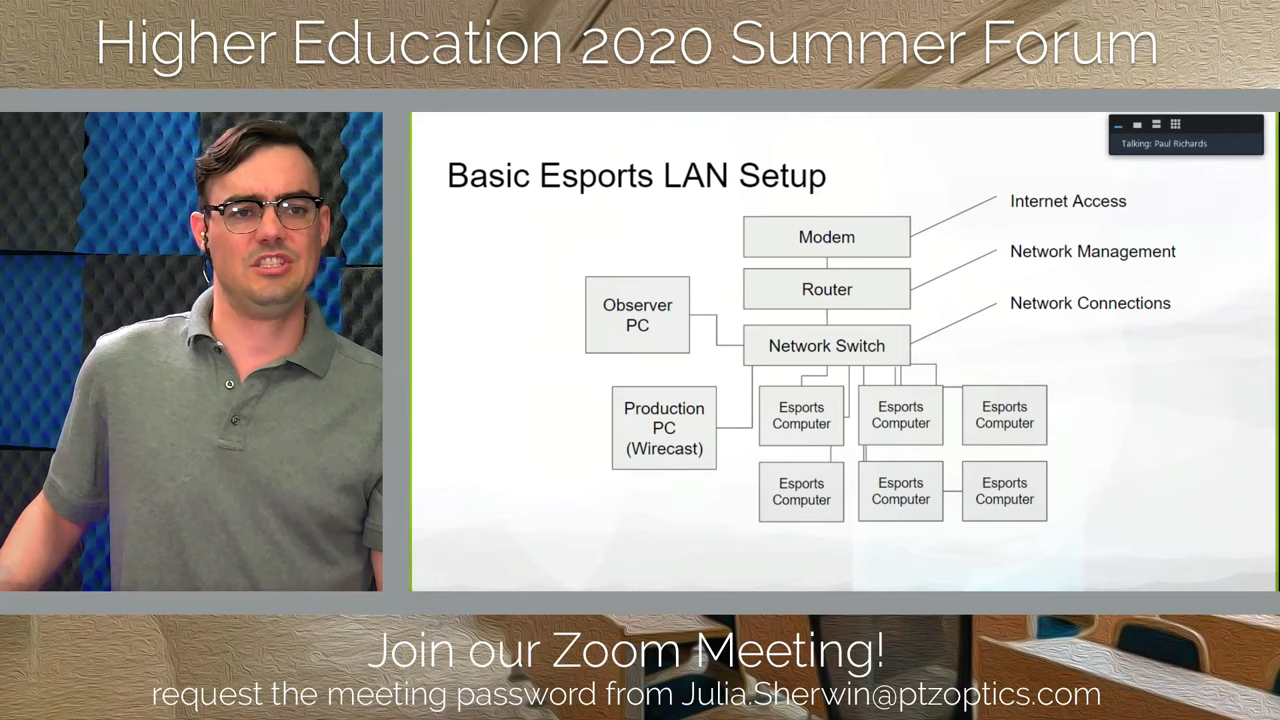 Higher Education 2020 Summer Forum
Talking: Paul Richards
Basic Esports LAN Setup
Internet Access
Modem
Network Management
Router
Observer
PC
Network Connections
Network Switch
Production
PC
(Wirecast)
Esports
Computer
Esports
Computer
Esports
Computer
Esports
Computer
Esports
Computer
Esports
Computer
Join our Zoom Meeting!
request the meeting password from Julia.Sherwin@ptzoptics.com